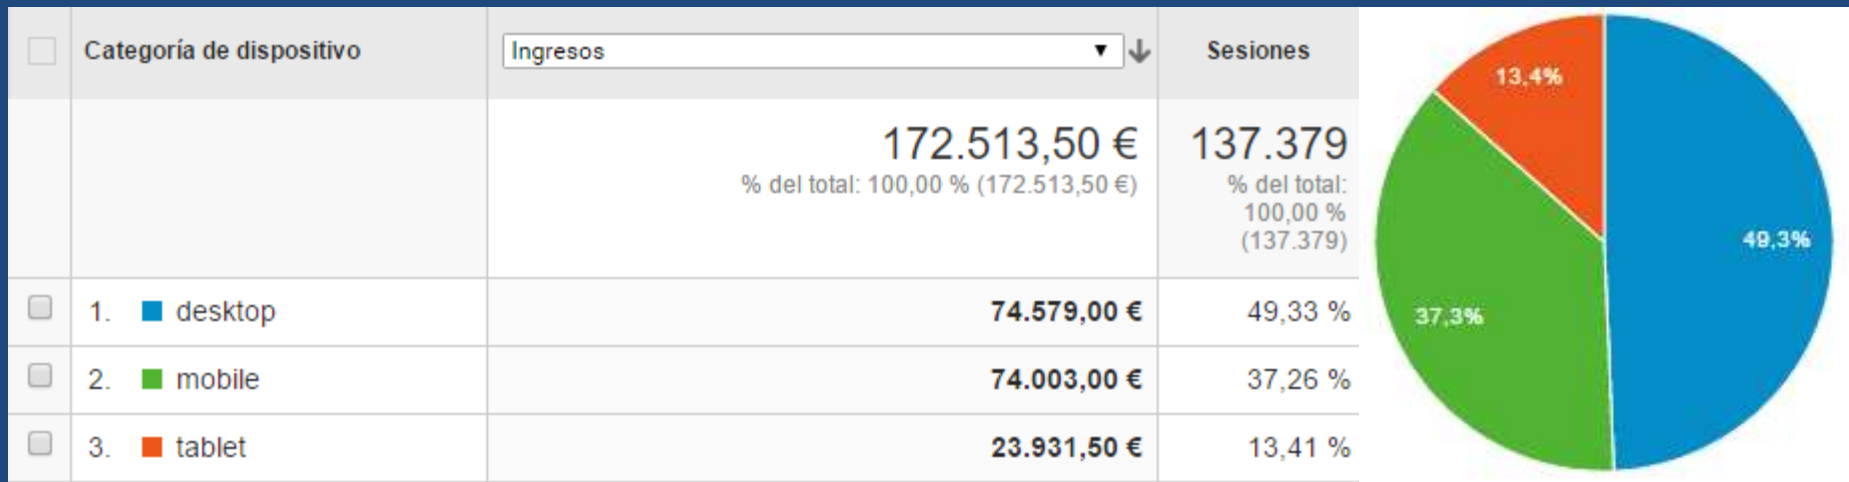 Categoría de dispositivo
Ingresos
Sesiones
172.513,50 €
% del total: 100,00 % (172.513,50 €)
137.379
% del total:
100,00 %
(137.379)
1. desktop
74.579,00 €
49,33 %
2. mobile
74.003,00 €
37,26 %
3. tablet
23.931,50 €
13,41 %
13,4%
49,3%
37,3%